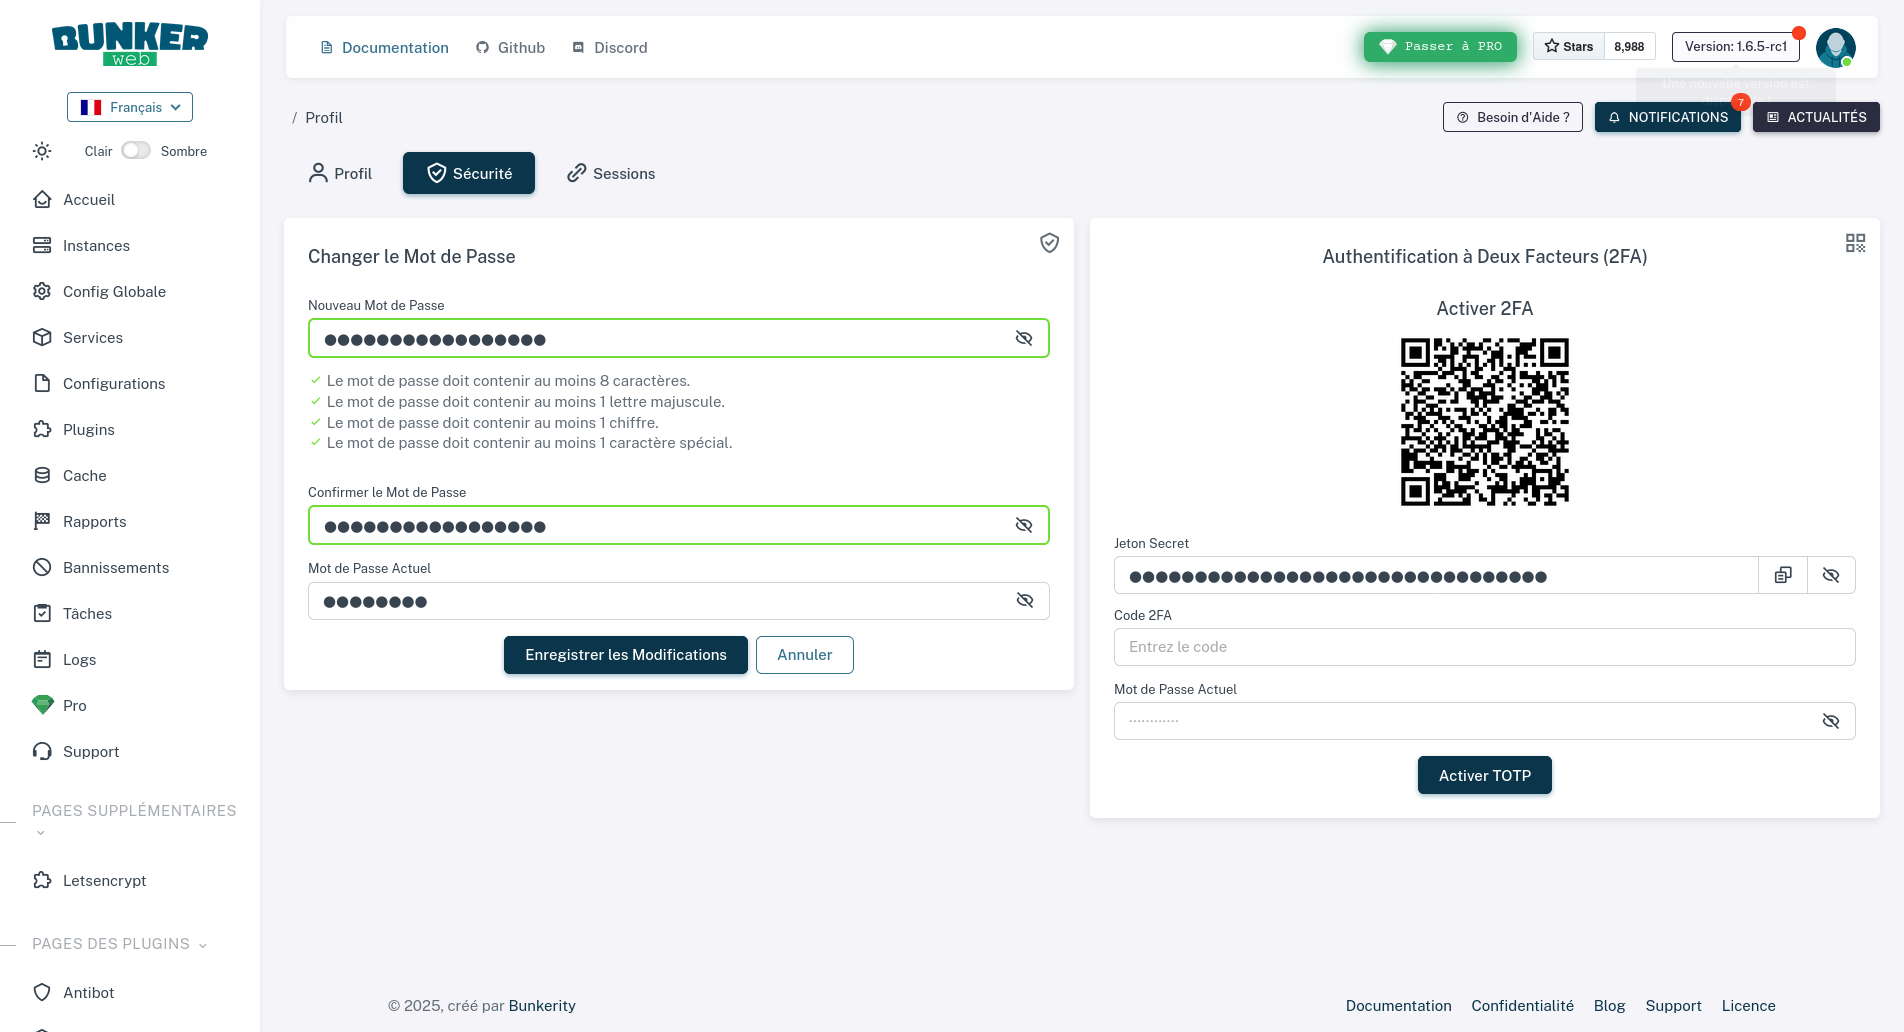 BUNKER
web
Français
Clair Sombre
Accueil
Instances
Config Globale
Services
Configurations
Plugins
Cache
Rapports
Bannissements
Tâches
Logs
Pro
Support
PAGES SUPPLÉMENTAIRES
Letsencrypt
PAGES DES PLUGINS
Antibot
Documentation Github Discord
Passer à PRO
Stars 8,988
Version: 1.6.5-rc1
Une nouvelle version est
/ Profil
Besoin d'Aide ?
NOTIFICATIONS 7
ACTUALITÉS
Profil Sécurité Sessions
Changer le Mot de Passe
Nouveau Mot de Passe
●●●●●●●●●●●●●●●●●
Le mot de passe doit contenir au moins 8 caractères.
Le mot de passe doit contenir au moins 1 lettre majuscule.
Le mot de passe doit contenir au moins 1 chiffre.
Le mot de passe doit contenir au moins 1 caractère spécial.
Confirmer le Mot de Passe
●●●●●●●●●●●●●●●●●
Mot de Passe Actuel
●●●●●●●●
Enregistrer les Modifications Annuler
Authentification à Deux Facteurs (2FA)
Activer 2FA
Jeton Secret
●●●●●●●●●●●●●●●●●●●●●●●●●●●●●●●●
Code 2FA
Entrez le code
Mot de Passe Actuel
············
Activer TOTP
© 2025, créé par Bunkerity
Documentation Confidentialité Blog Support Licence